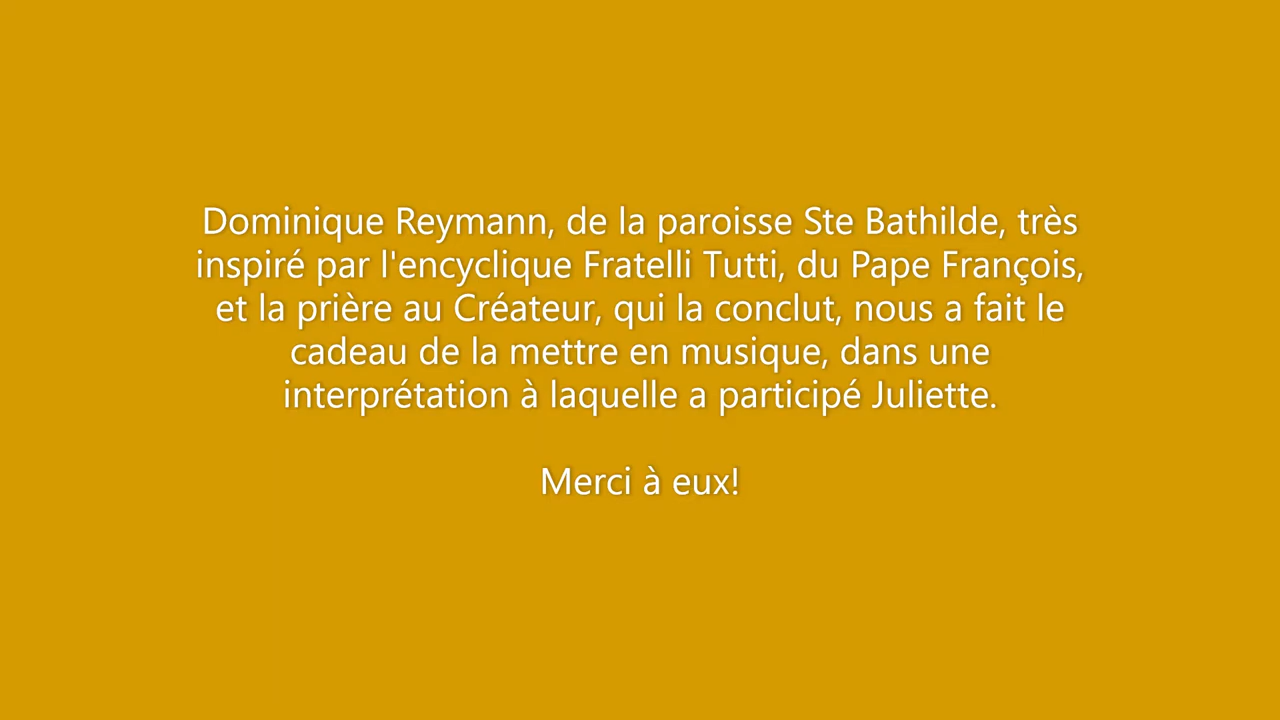 Dominique Reymann, de la paroisse Ste Bathilde, très
inspiré par l'encyclique Fratelli Tutti, du Pape François,
et la prière au Créateur, qui la conclut, nous a fait le
cadeau de la mettre en musique, dans une
interprétation à laquelle a participé Juliette.
Merci à eux!